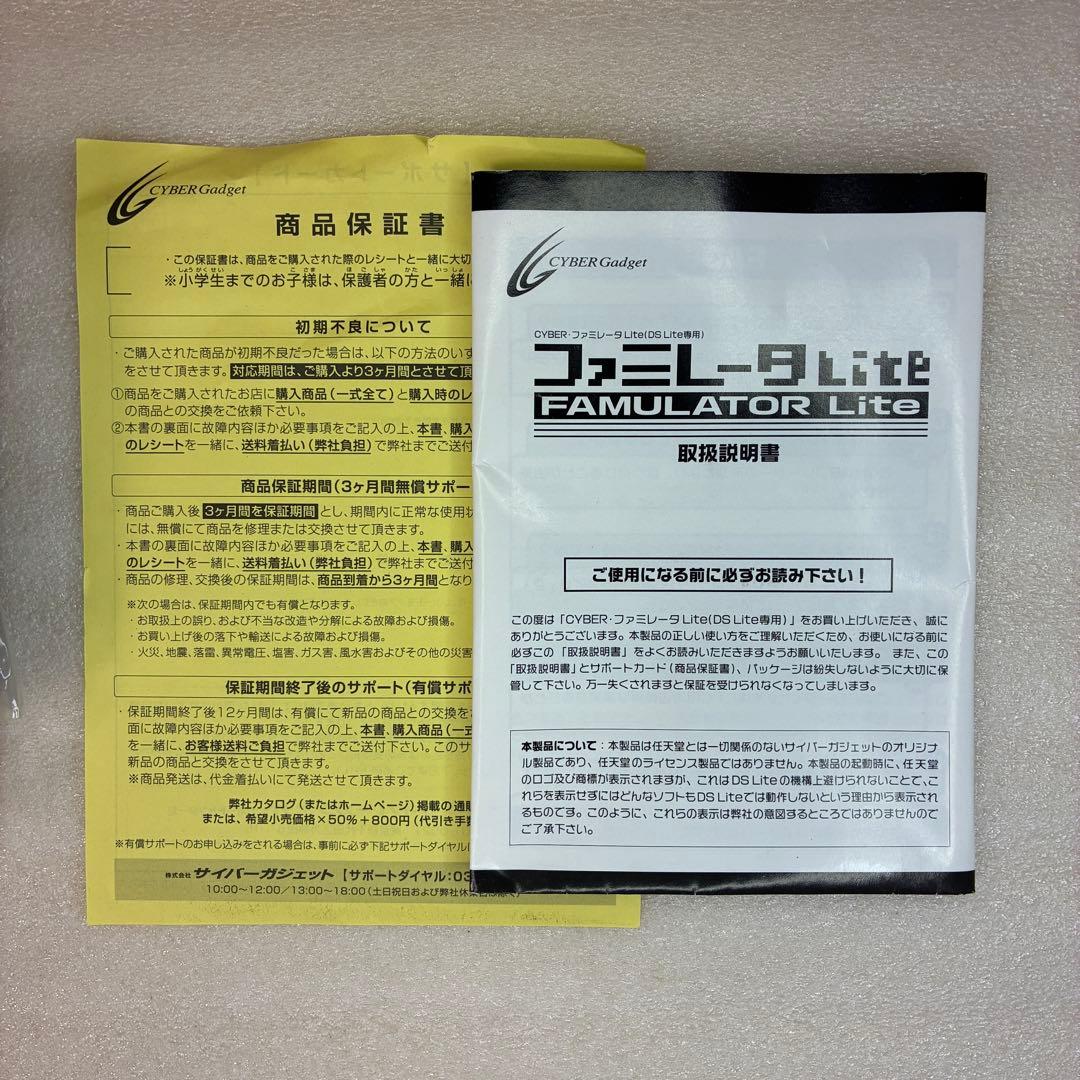 CYBER Gadget
商品保証書
・この保証書は、商品をご購入された際のレシートと一緒に大切
※小学生までのお子様は、保護者の方と一緒に
初期不良について
・ご購入された商品が初期不良だった場合は、以下の方法のいず
をさせて頂きます。対応期間は、ご購入より3ヶ月間とさせて頂
①商品をご購入されたお店に購入商品(一式全て)と購入時のレ
の商品との交換をご依頼下さい。
②本書の裏面に故障内容ほか必要事項をご記入の上、本書、購入
のレシートを一緒に、送料着払い(弊社負担)で弊社までご送付
商品保証期間(3ヶ月間無償サポー
・商品ご購入後3ヶ月間を保証期間とし、期間内に正常な使用状
には、無償にて商品を修理または交換させて頂きます。
・本書の裏面に故障内容ほか必要事項をご記入の上、本書、購入
のレシートを一緒に、送料着払い(弊社負担)で弊社までご送付
・商品の修理、交換後の保証期間は、商品到着から3ヶ月間となり
※次の場合は、保証期間内でも有償となります。
・お取扱上の誤り、および不当な改造や分解による故障および損傷。
・お買い上げ後の落下や輸送による故障および損傷。
・火災、地震、落雷、異常電圧、塩害、ガス害、風水害およびその他の災害
保証期間終了後のサポート(有償サポ
・保証期間終了後12ヶ月間は、有償にて新品の商品との交換を
面に故障内容ほか必要事項をご記入の上、本書、購入商品(一式
を一緒に、お客様送料ご負担で弊社までご送付下さい。このサ
新品の商品と交換をさせて頂きます。
※商品発送は、代金着払いにて発送させて頂きます。
弊社カタログ(またはホームページ)掲載の通販
または、希望小売価格×50%+800円(代引き手数
※有償サポートのお申し込みをされる場合は、事前に必ず下記サポートダイヤル
株式会社 サイバーガジェット【サポートダイヤル:03
10:00~12:00/13:00~18:00(土日祝日および弊社休業日は除く)
CYBER Gadget
CYBER・ファミレータLite(DS Lite専用)
ファミレータLite
FAMULATOR Lite
取扱説明書
ご使用になる前に必ずお読み下さい!
この度は「CYBER・ファミレータLite(DS Lite専用)」をお買い上げいただき、誠に
ありがとうございます。本製品の正しい使い方をご理解いただくため、お使いになる前に
必ずこの「取扱説明書」をよくお読みいただきますようお願いいたします。また、この
「取扱説明書」とサポートカード(商品保証書)、パッケージは紛失しないように大切に保
管して下さい。万一失くされますと保証を受けられなくなってしまいます。
本製品について:本製品は任天堂とは一切関係のないサイバーガジェットのオリジナ
ル製品であり、任天堂のライセンス製品ではありません。本製品の起動時に、任天堂
のロゴ及び商標が表示されますが、これはDS Liteの機構上避けられないことで、こ
れらを表示せずにはどんなソフトもDS Liteでは動作しないという理由から表示され
るものです。このように、これらの表示は弊社の意図するところではありませんので
ご了承下さい。